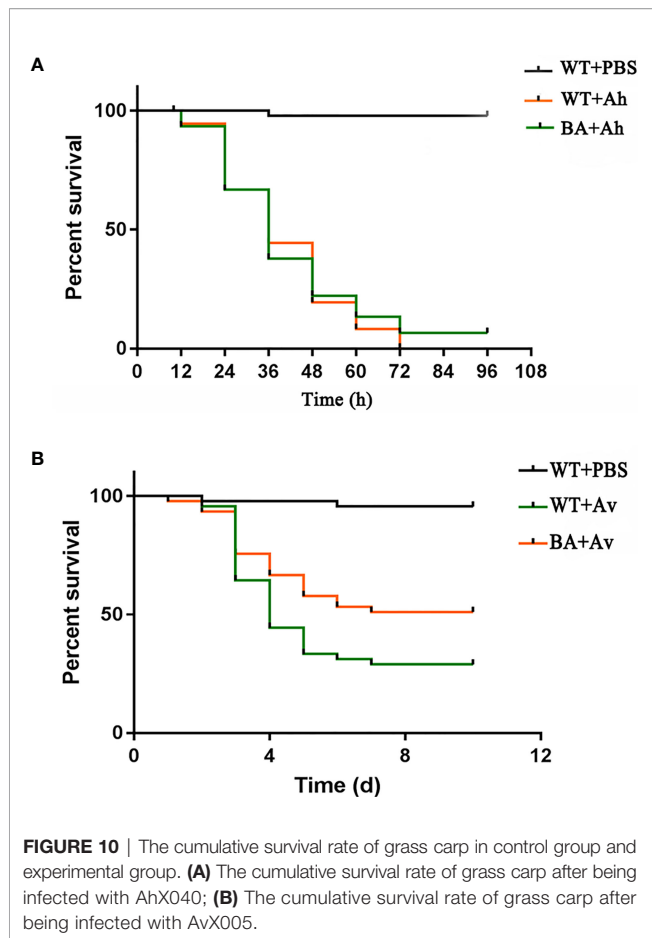 A
WT+PBS
WT+Ah
BA+Ah
100
50
0
Percent survival
0 12 24 36 48 60 72 84 96 108
Time (h)
B
WT+PBS
WT+Av
BA+Av
100
50
0
Percent survival
0 4 8 12
Time (d)
FIGURE 10 | The cumulative survival rate of grass carp in control group and
experimental group. (A) The cumulative survival rate of grass carp after being
infected with AhX040; (B) The cumulative survival rate of grass carp after
being infected with AvX005.